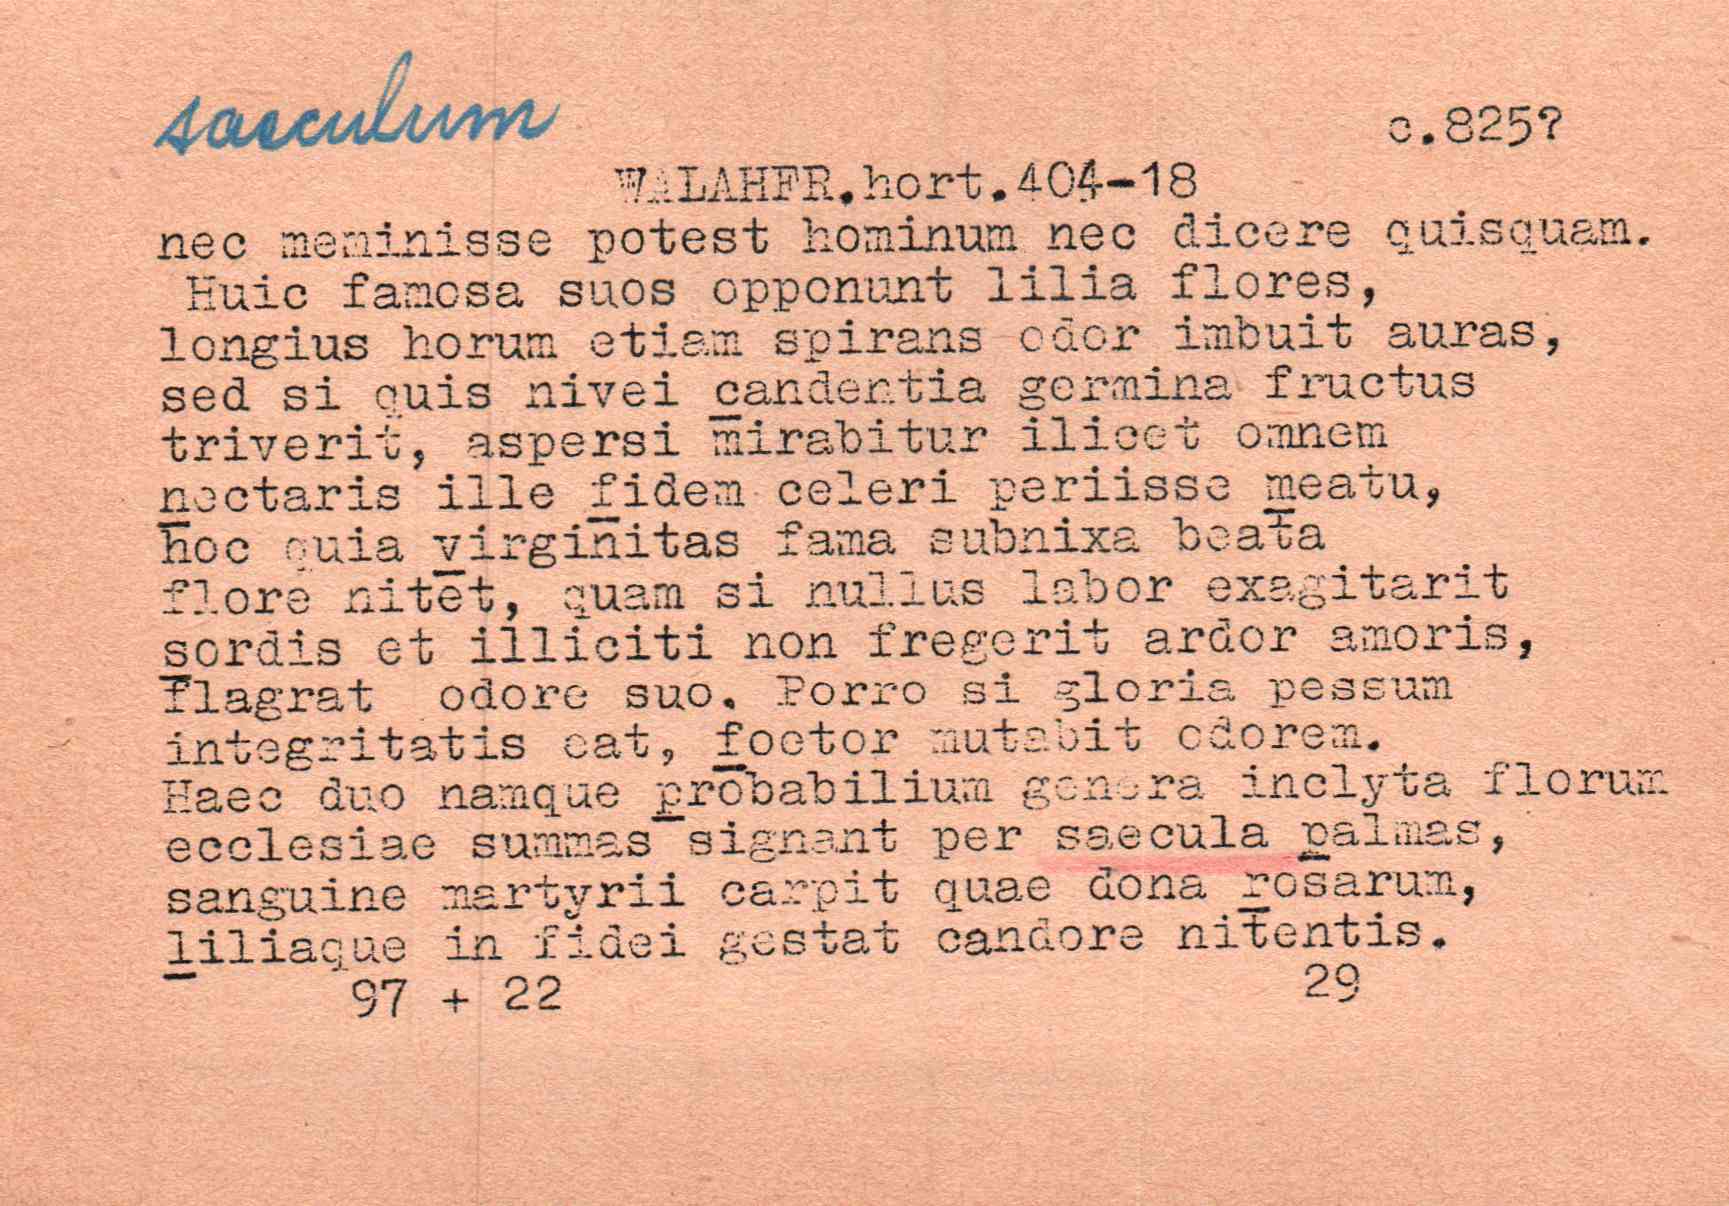 saeculum
c.825?
WALAHFR.hort.404-18
nec meminisse potest hominum nec dicere quisquam.
Huic famosa suos opponunt lilia flores,
longius horum etiam spirans odor imbuit auras,
sed si quis nivei candentia germina fructus
triverit, aspersi mirabitur ilicet omnem
nectaris ille fidem celeri periisse meatu,
hoc quia virginitas fama subnixa beata
flore nitet, quam si nullus labor exagitarit
sordis et illiciti non fregerit ardor amoris,
flagrat odore suo. Porro si gloria pessum
integritatis eat, foetor mutabit odorem.
Haec duo namque probabilium genera inclyta florum
ecclesiae summas signant per saecula palmas,
sanguine martyrii carpit quae dona rosarum,
liliaque in fidei gestat candore nitentis.
97 + 22 29